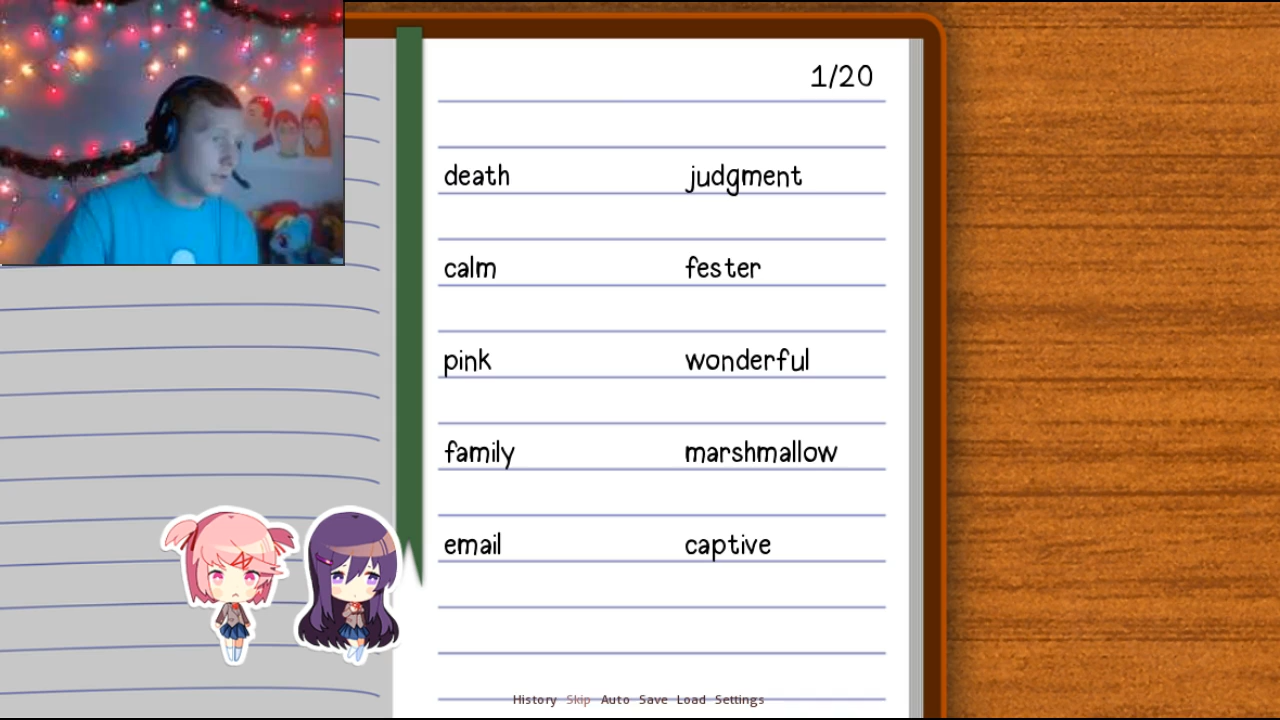 1/20
death judgment
calm fester
pink wonderful
family marshmallow
email captive
History Skip Auto Save Load Settings